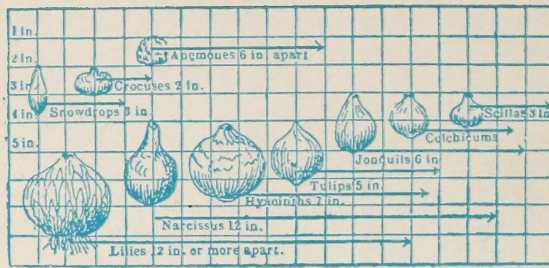 1 in.
Anemones 6 in. apart
2 in.
3 in.
Crocuses 2 in.
Scillas 3 in.
Snowdrops 3 in.
4 in.
Colchicums
5 in.
Jonquils 6 in
Tulips 5 in.
Hyacinths 7 in.
Narcissus 12 in.
Lilies 12 in. or more apart.